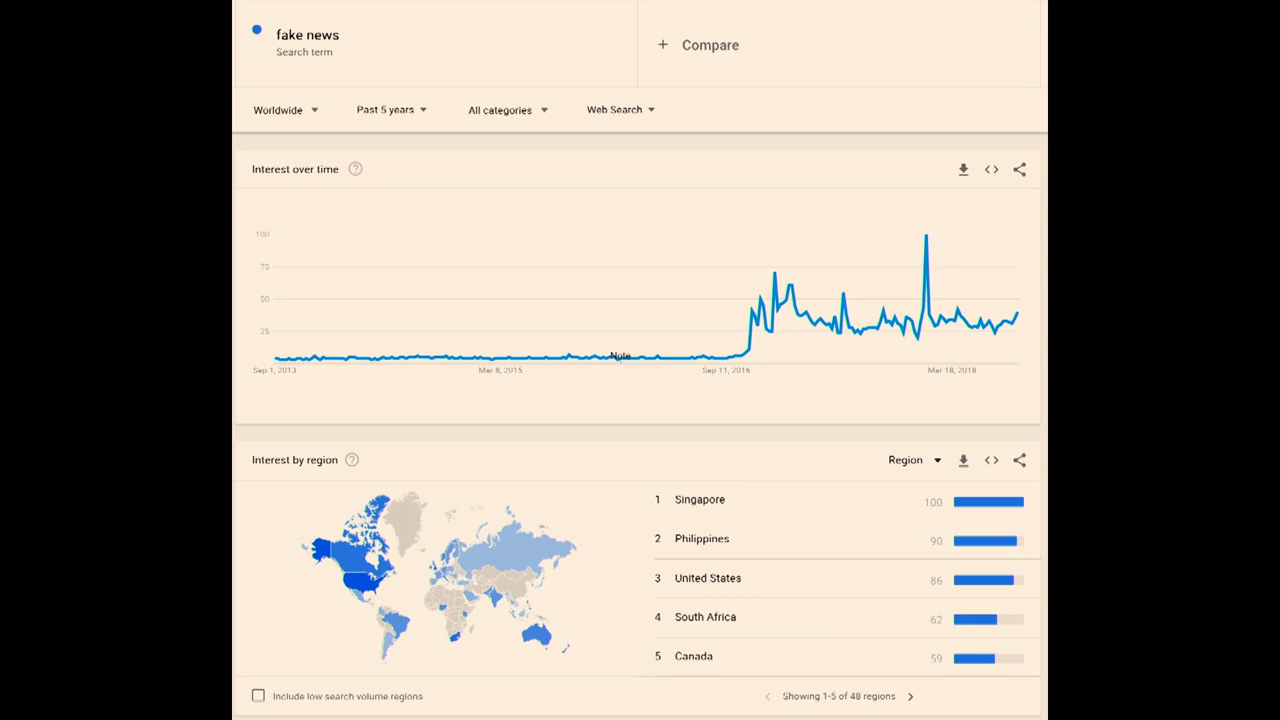 fake news
Search term
+ Compare
Worldwide
Past 5 years
All categories
Web Search
Interest over time ?
100
75
50
25
Note
Sep 1, 2013
Mar 8, 2015
Sep 11, 2016
Mar 18, 2018
Interest by region ?
Region
1 Singapore 100
2 Philippines 90
3 United States 86
4 South Africa 62
5 Canada 59
Include low search volume regions
Showing 1-5 of 48 regions